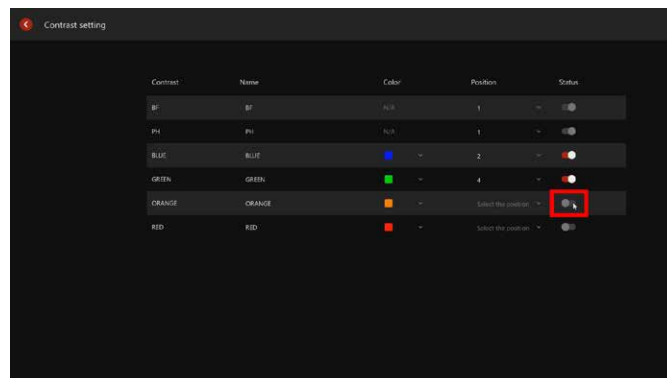 Contrast setting
Contrast Name Color Position Status
BF BF N/A 1
PH PH N/A 1
BLUE BLUE 2
GREEN GREEN 4
ORANGE ORANGE Select the position
RED RED Select the position